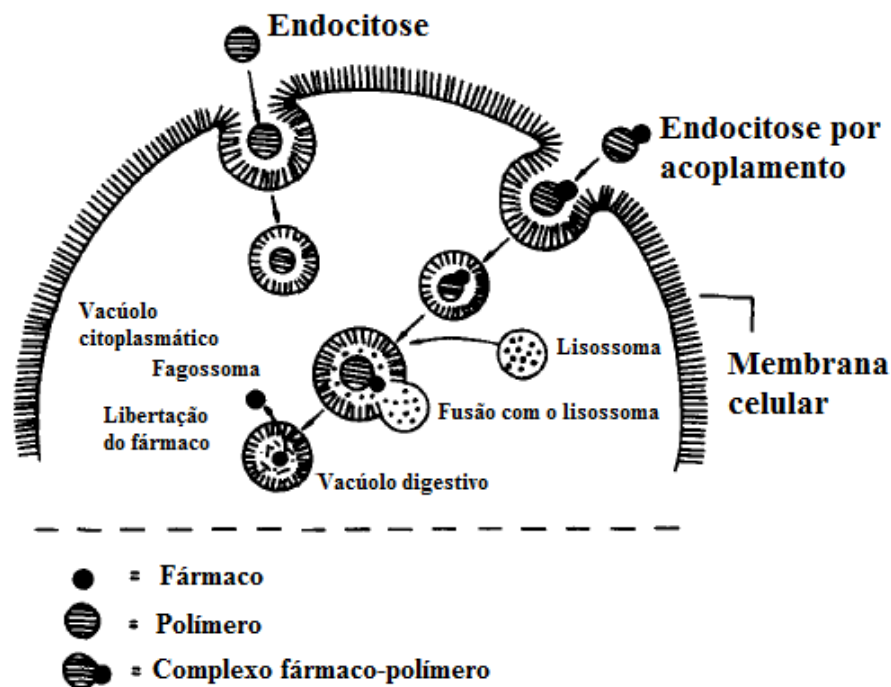 Endocitose
Endocitose por
acoplamento
Vacúolo
citoplasmático
Fagossoma
Lisossoma
Membrana
celular
Libertação
do fármaco
Fusão com o lisossoma
Vacúolo digestivo
= Fármaco
= Polímero
= Complexo fármaco-polímero